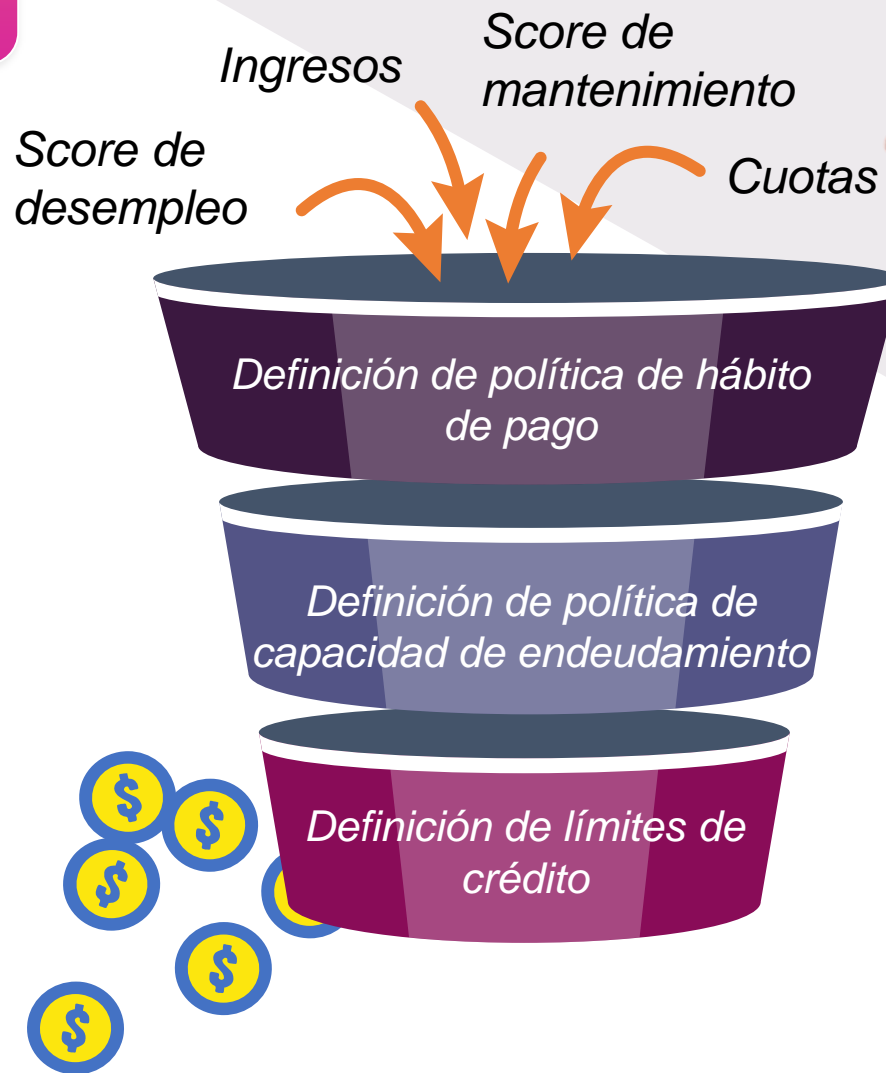 Score de
mantenimiento
Ingresos
Score de
desempleo
Cuotas
Definición de política de hábito
de pago
Definición de política de
capacidad de endeudamiento
Definición de límites de
crédito
$
$
$
$
$